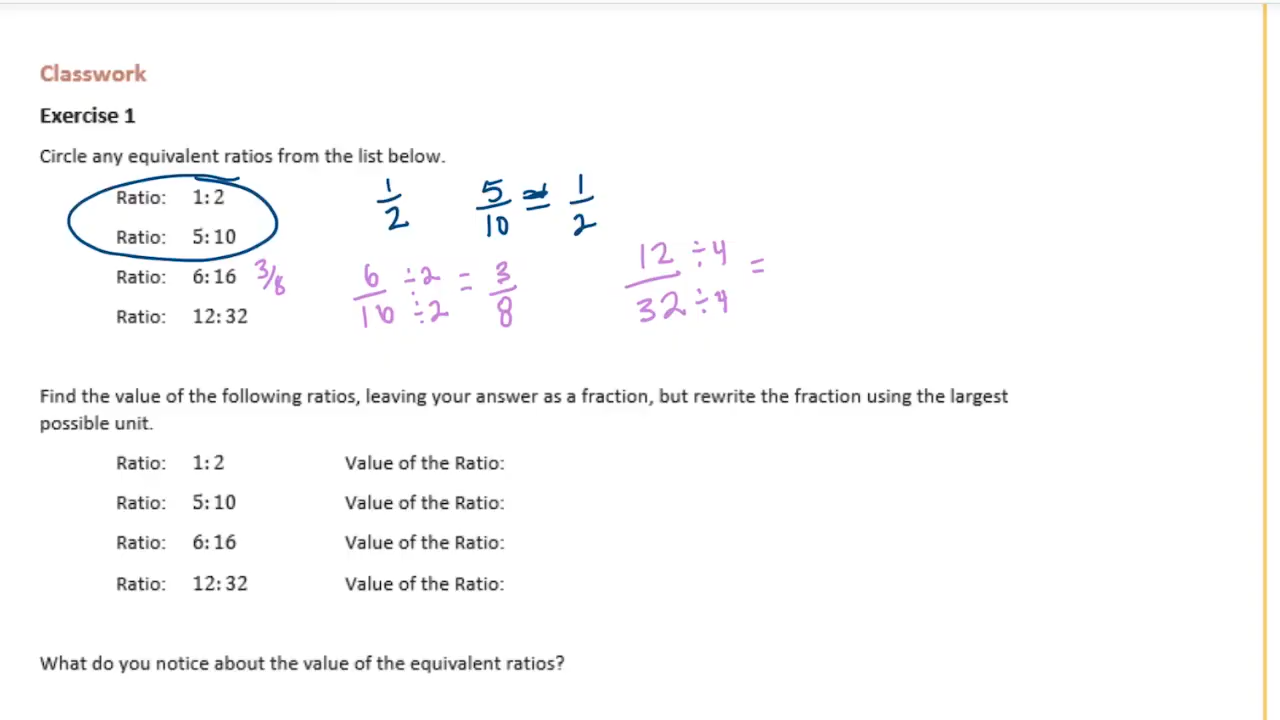 Classwork
Exercise 1
Circle any equivalent ratios from the list below.
Ratio: 1:2
1/2 5/10 = 1/2
Ratio: 5:10
Ratio: 6:16 3/8
6/16 ÷2/÷2 = 3/8
12/32 ÷4/÷4 =
Ratio: 12:32
Find the value of the following ratios, leaving your answer as a fraction, but rewrite the fraction using the largest
possible unit.
Ratio: 1:2 Value of the Ratio:
Ratio: 5:10 Value of the Ratio:
Ratio: 6:16 Value of the Ratio:
Ratio: 12:32 Value of the Ratio:
What do you notice about the value of the equivalent ratios?